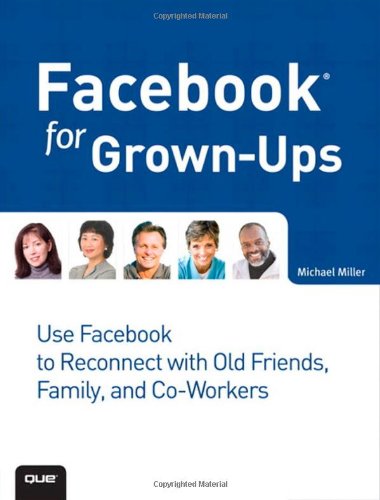 Copyrighted Material
Facebook®
for Grown-Ups
Michael Miller
Use Facebook
to Reconnect with Old Friends,
Family, and Co-Workers
que®
Copyrighted Material